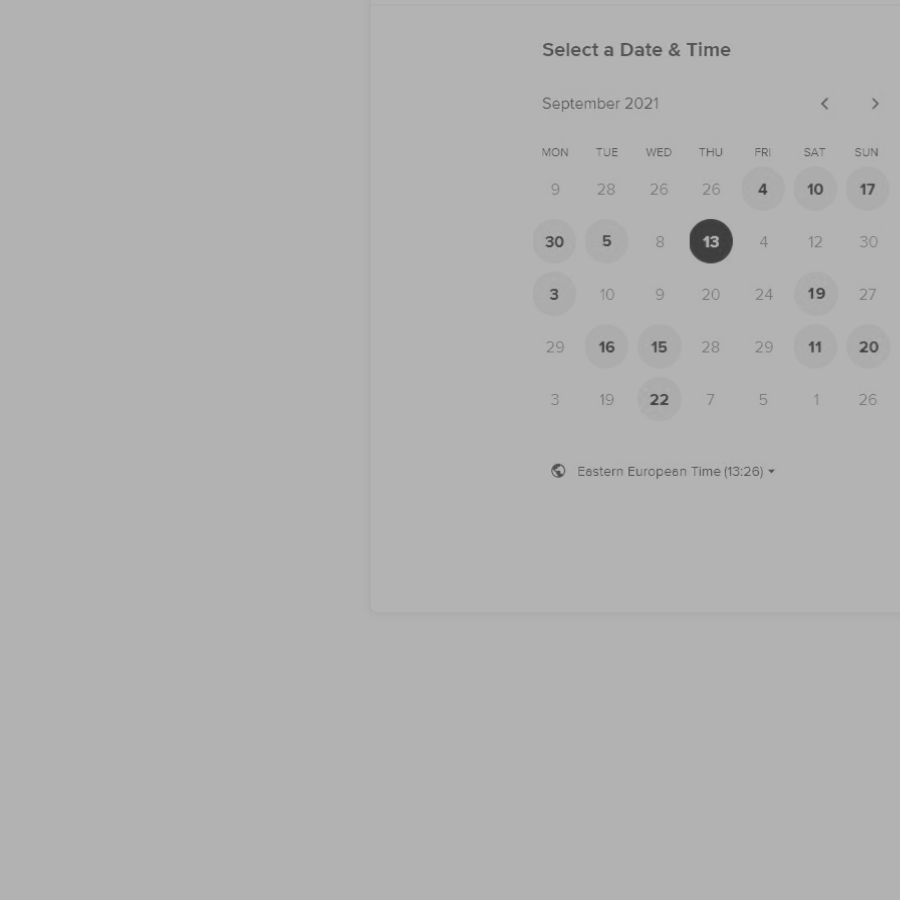 Select a Date & Time
September 2021
MON TUE WED THU FRI SAT SUN
9 28 26 26 4 10 17
30 5 8 13 4 12 30
3 10 9 20 24 19 27
29 16 15 28 29 11 20
3 19 22 7 5 1 26
Eastern European Time (13:26)